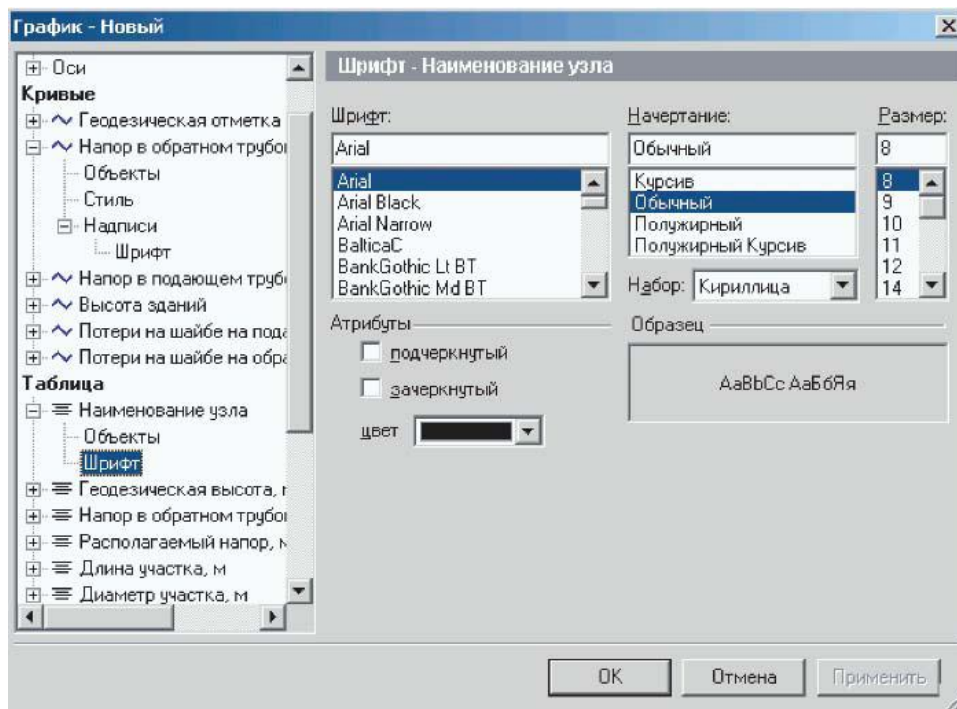 График - Новый
Оси
Кривые
Геодезическая отметка
Напор в обратном трубо
Объекты
Стиль
Надписи
Шрифт
Напор в подающем труб
Высота зданий
Потери на шайбе на пода
Потери на шайбе на обра
Таблица
Наименование узла
Объекты
Шрифт
Геодезическая высота,
Напор в обратном трубо
Располагаемый напор,
Длина участка, м
Диаметр участка, м
Шрифт - Наименование узла
Шрифт:
Arial
Arial
Arial Black
Arial Narrow
BalticaC
BankGothic Lt BT
BankGothic Md BT
Начертание:
Обычный
Курсив
Обычный
Полужирный
Полужирный Курсив
Размер:
8
8
9
10
11
12
14
Набор: Кириллица
Атрибуты
подчеркнутый
зачеркнутый
цвет
Образец
AaBbCc АаБбЯя
OK
Отмена
Применить